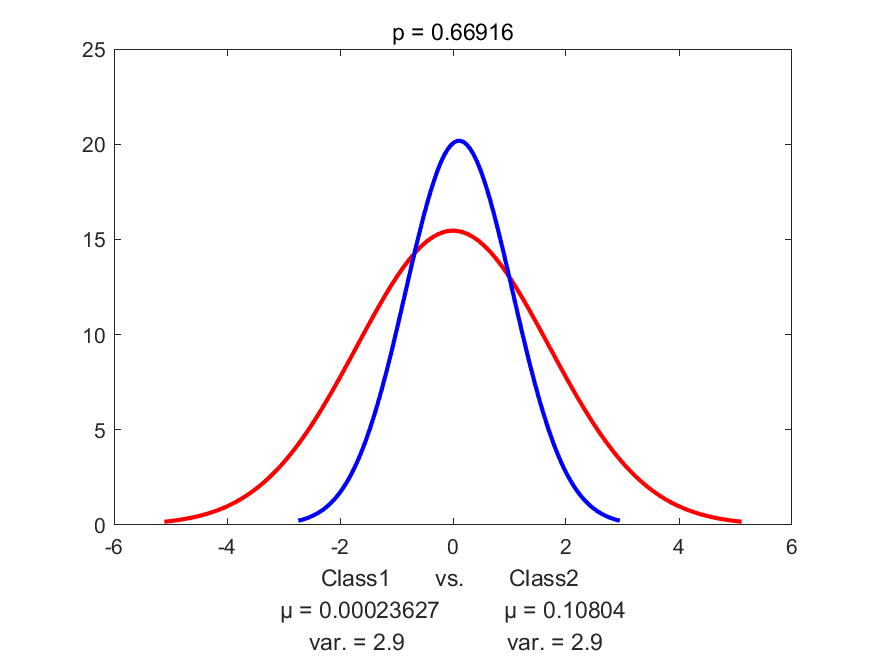 p = 0.66916
25
20
15
10
5
0
-6 -4 -2 0 2 4 6
Class1 vs. Class2
μ = 0.00023627 μ = 0.10804
var. = 2.9 var. = 2.9